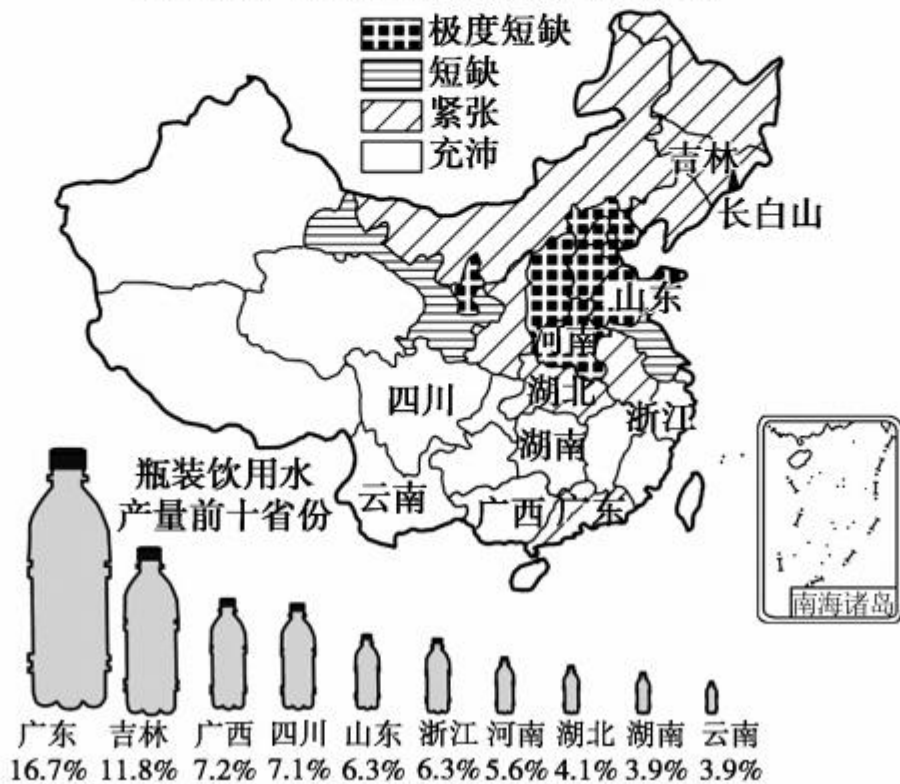 极度短缺
短缺
紧张
充沛
吉林
长白山
山东
河南
湖北
四川
浙江
湖南
云南
广西
广东
瓶装饮用水
产量前十省份
南海诸岛
广东 吉林 广西 四川 山东 浙江 河南 湖北 湖南 云南
16.7% 11.8% 7.2% 7.1% 6.3% 6.3% 5.6% 4.1% 3.9% 3.9%